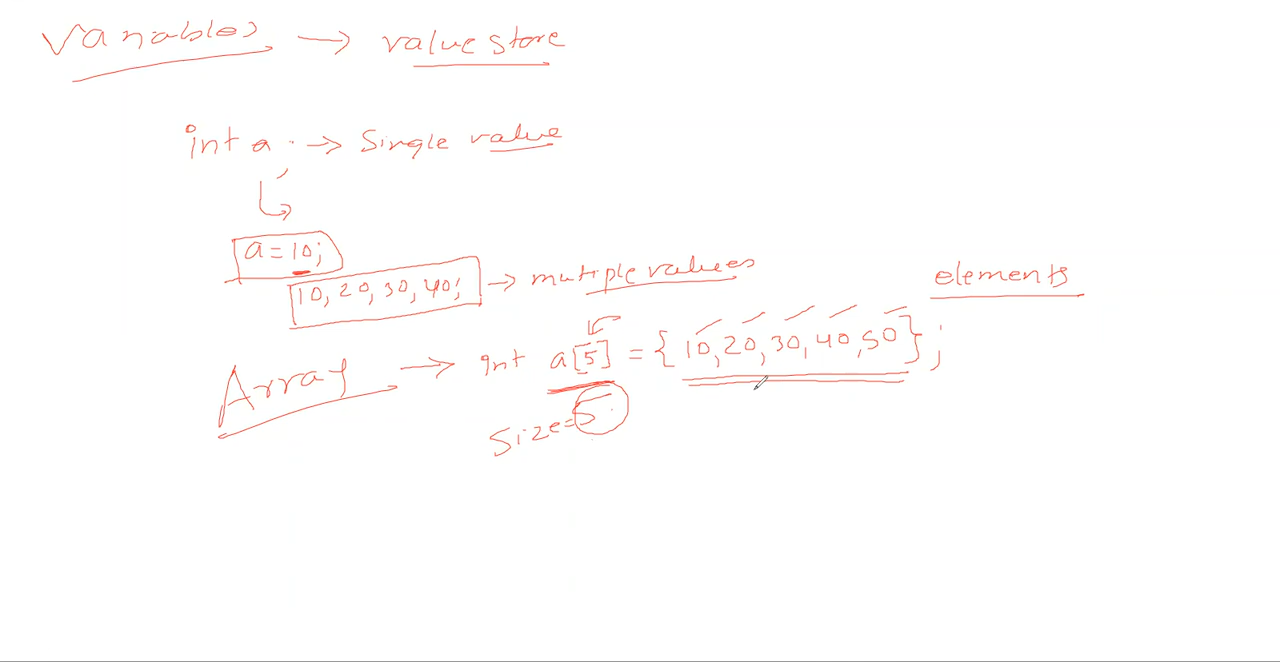 Variables → value store
int a; → Single value
a = 10;
10, 20, 30, 40; → mutiple values
elements
Array → int a[5] = {10, 20, 30, 40, 50};
Size = 5